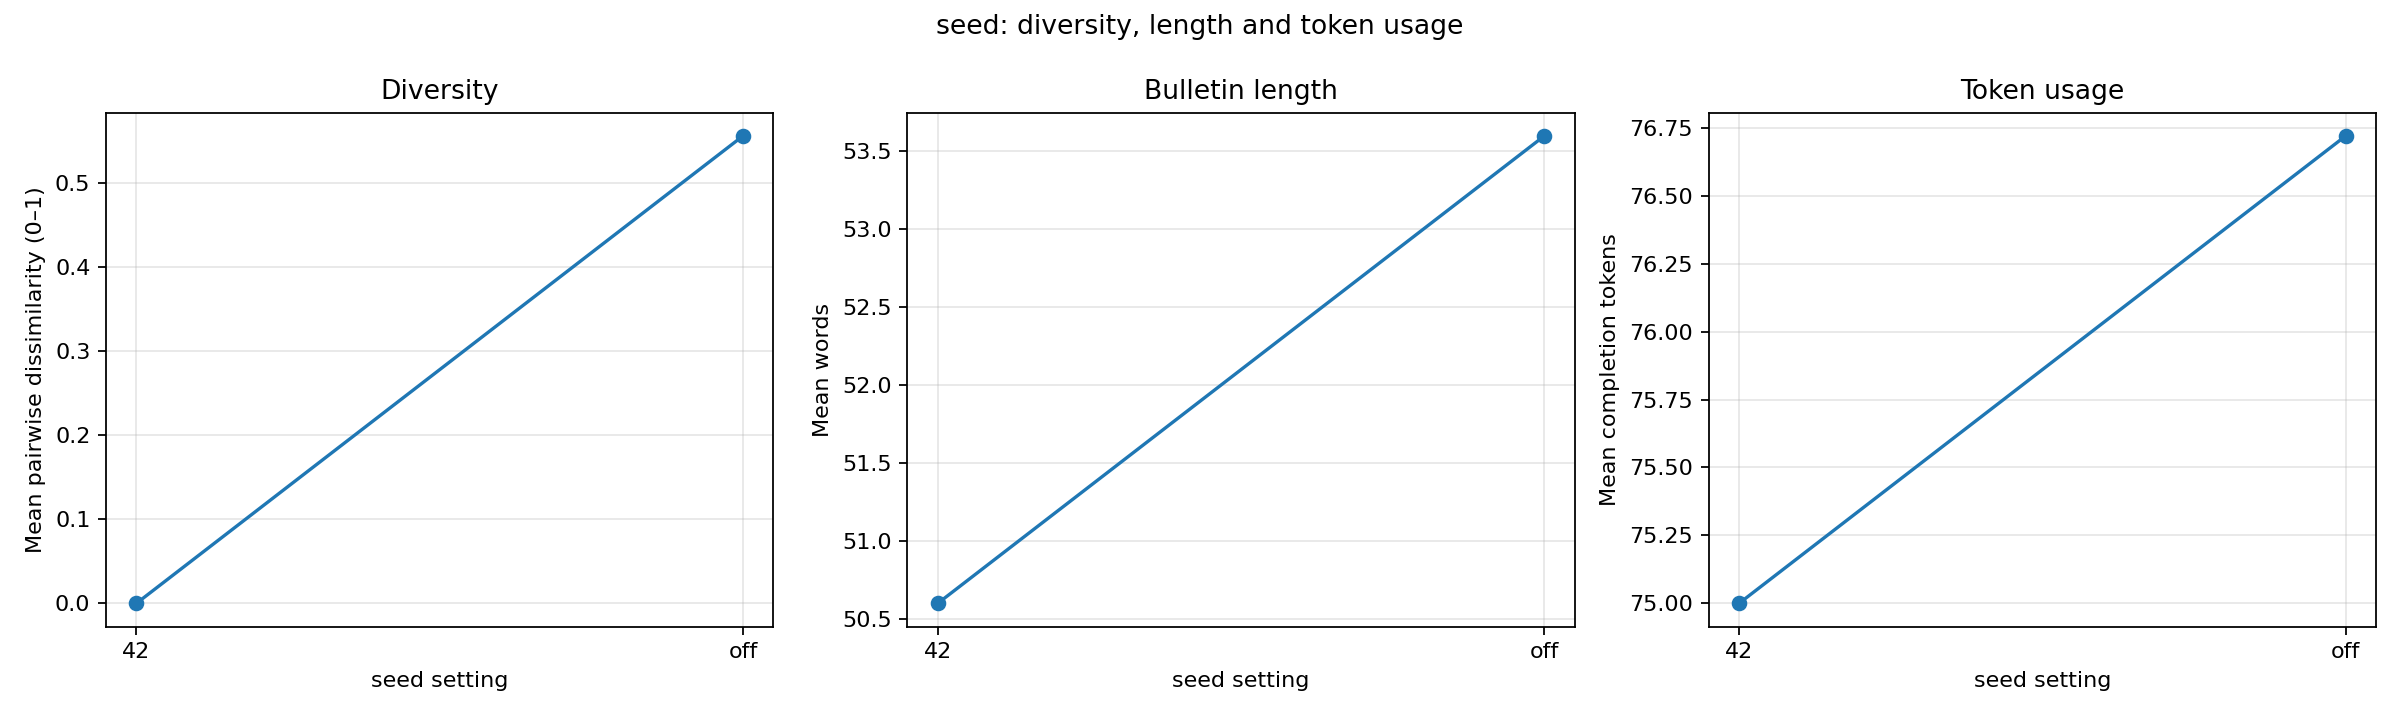 seed: diversity, length and token usage
Diversity
Mean pairwise dissimilarity (0–1)
0.5
0.4
0.3
0.2
0.1
0.0
42
off
seed setting
Bulletin length
Mean words
53.5
53.0
52.5
52.0
51.5
51.0
50.5
42
off
seed setting
Token usage
Mean completion tokens
76.75
76.50
76.25
76.00
75.75
75.50
75.25
75.00
42
off
seed setting